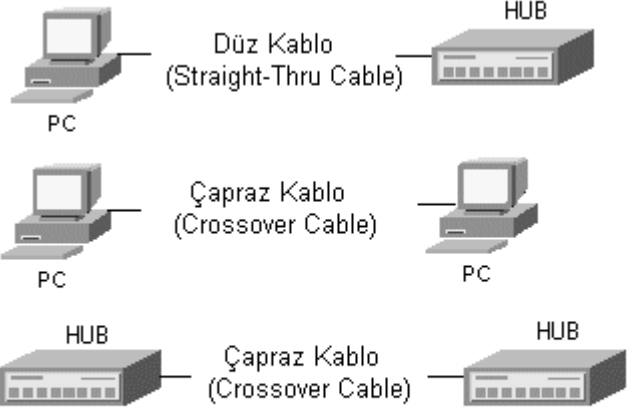 HUB
Düz Kablo
(Straight-Thru Cable)
PC
Çapraz Kablo
(Crossover Cable)
PC
PC
HUB
HUB
Çapraz Kablo
(Crossover Cable)